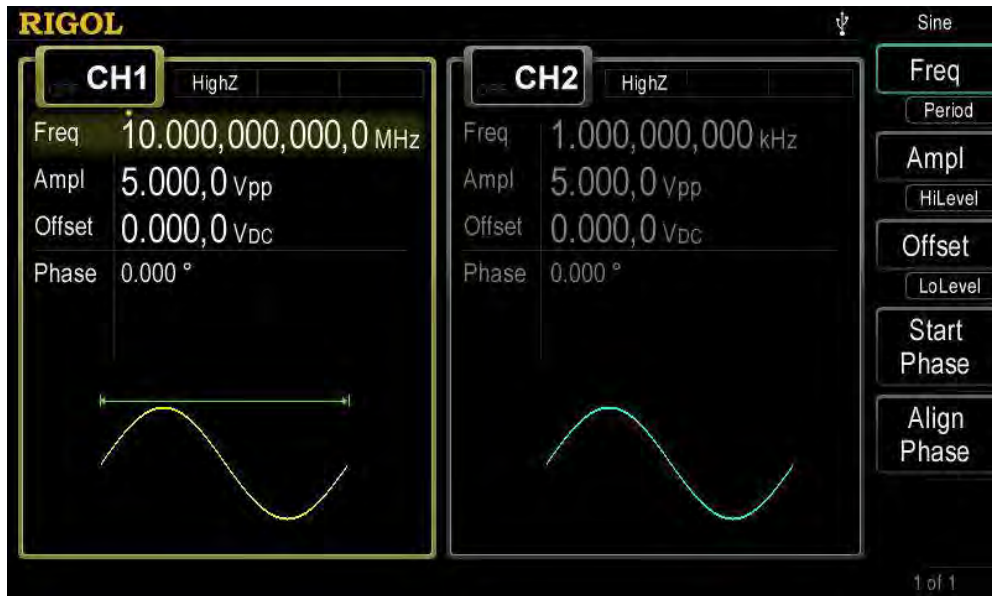 RIGOL
Sine
OFF CH1 HighZ
Freq 10.000,000,000,0 MHz
Ampl 5.000,0 Vpp
Offset 0.000,0 VDC
Phase 0.000 °
OFF CH2 HighZ
Freq 1.000,000,000 kHz
Ampl 5.000,0 Vpp
Offset 0.000,0 VDC
Phase 0.000 °
Freq
Period
Ampl
HiLevel
Offset
LoLevel
Start
Phase
Align
Phase
1 of 1